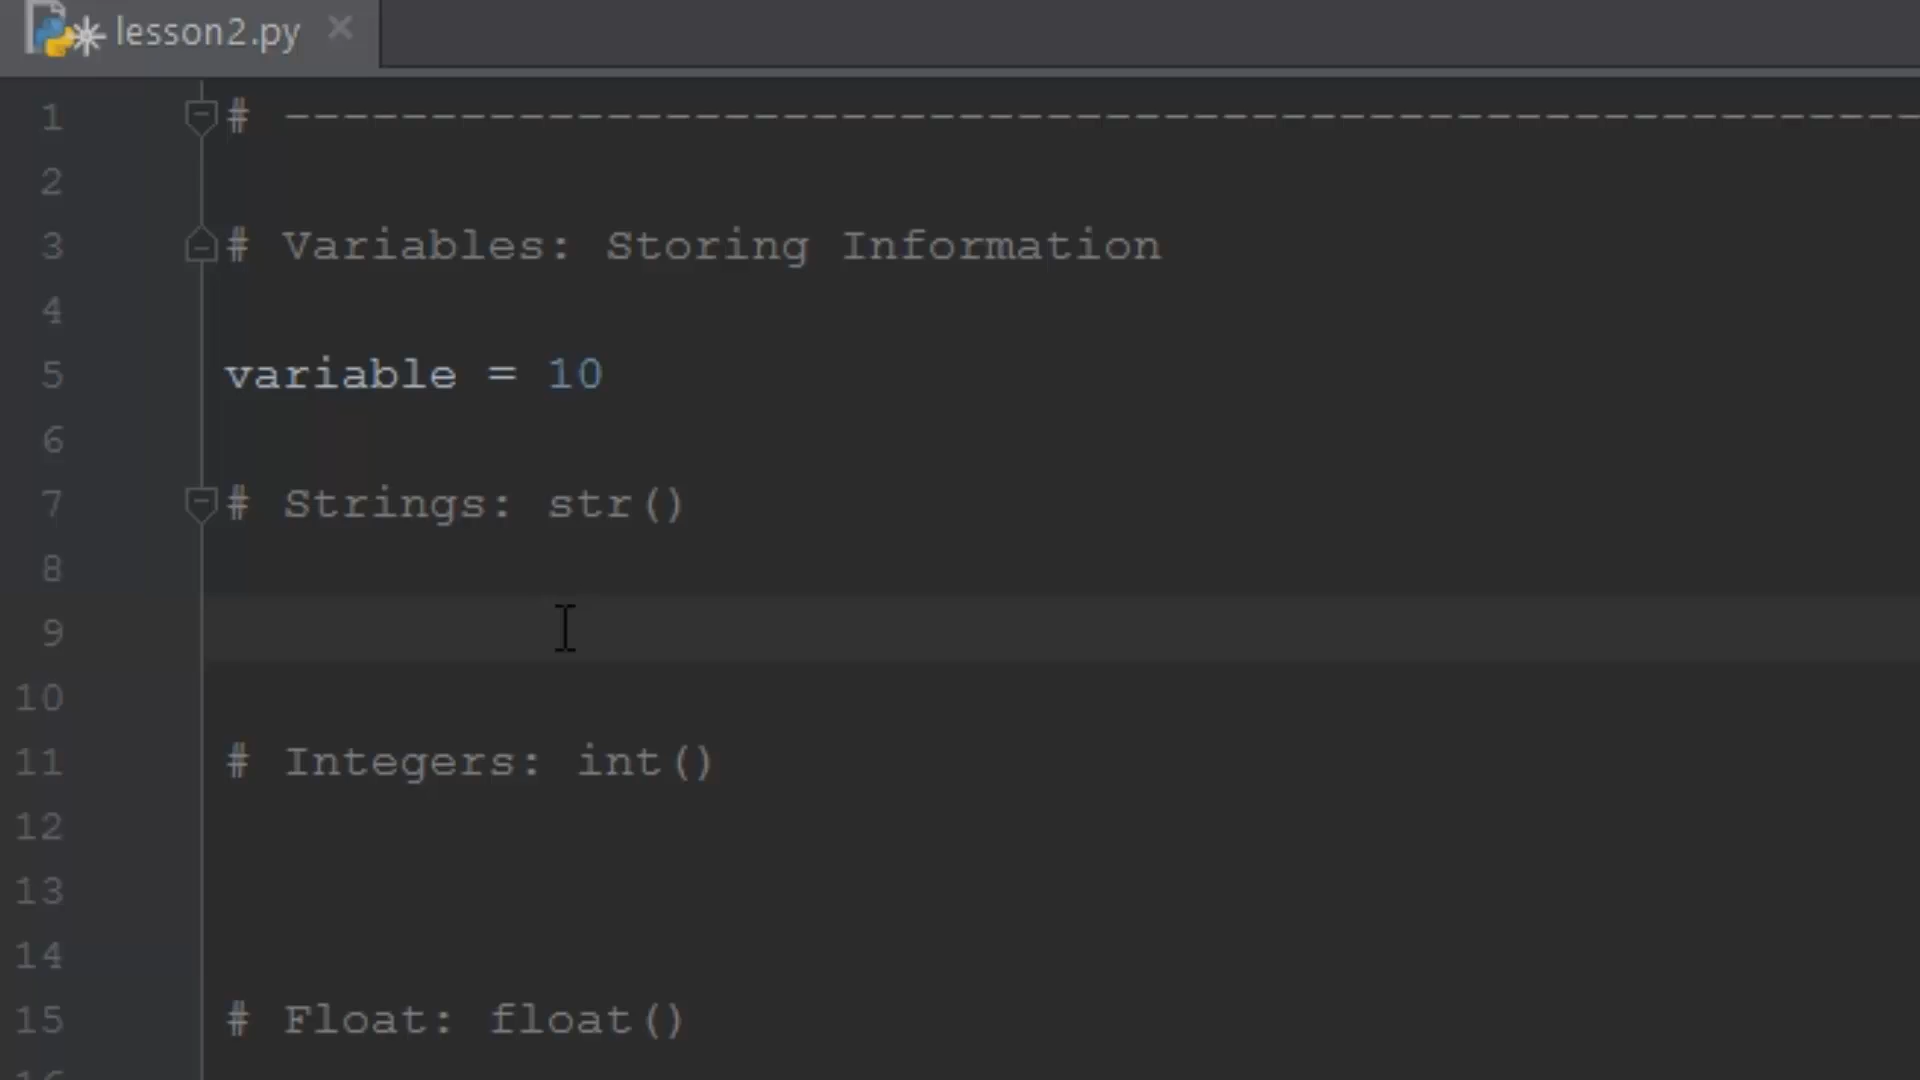 lesson2.py
1 # --------------------------------------------------------
2
3 # Variables: Storing Information
4
5 variable = 10
6
7 # Strings: str()
8
9
10
11 # Integers: int()
12
13
14
15 # Float: float()